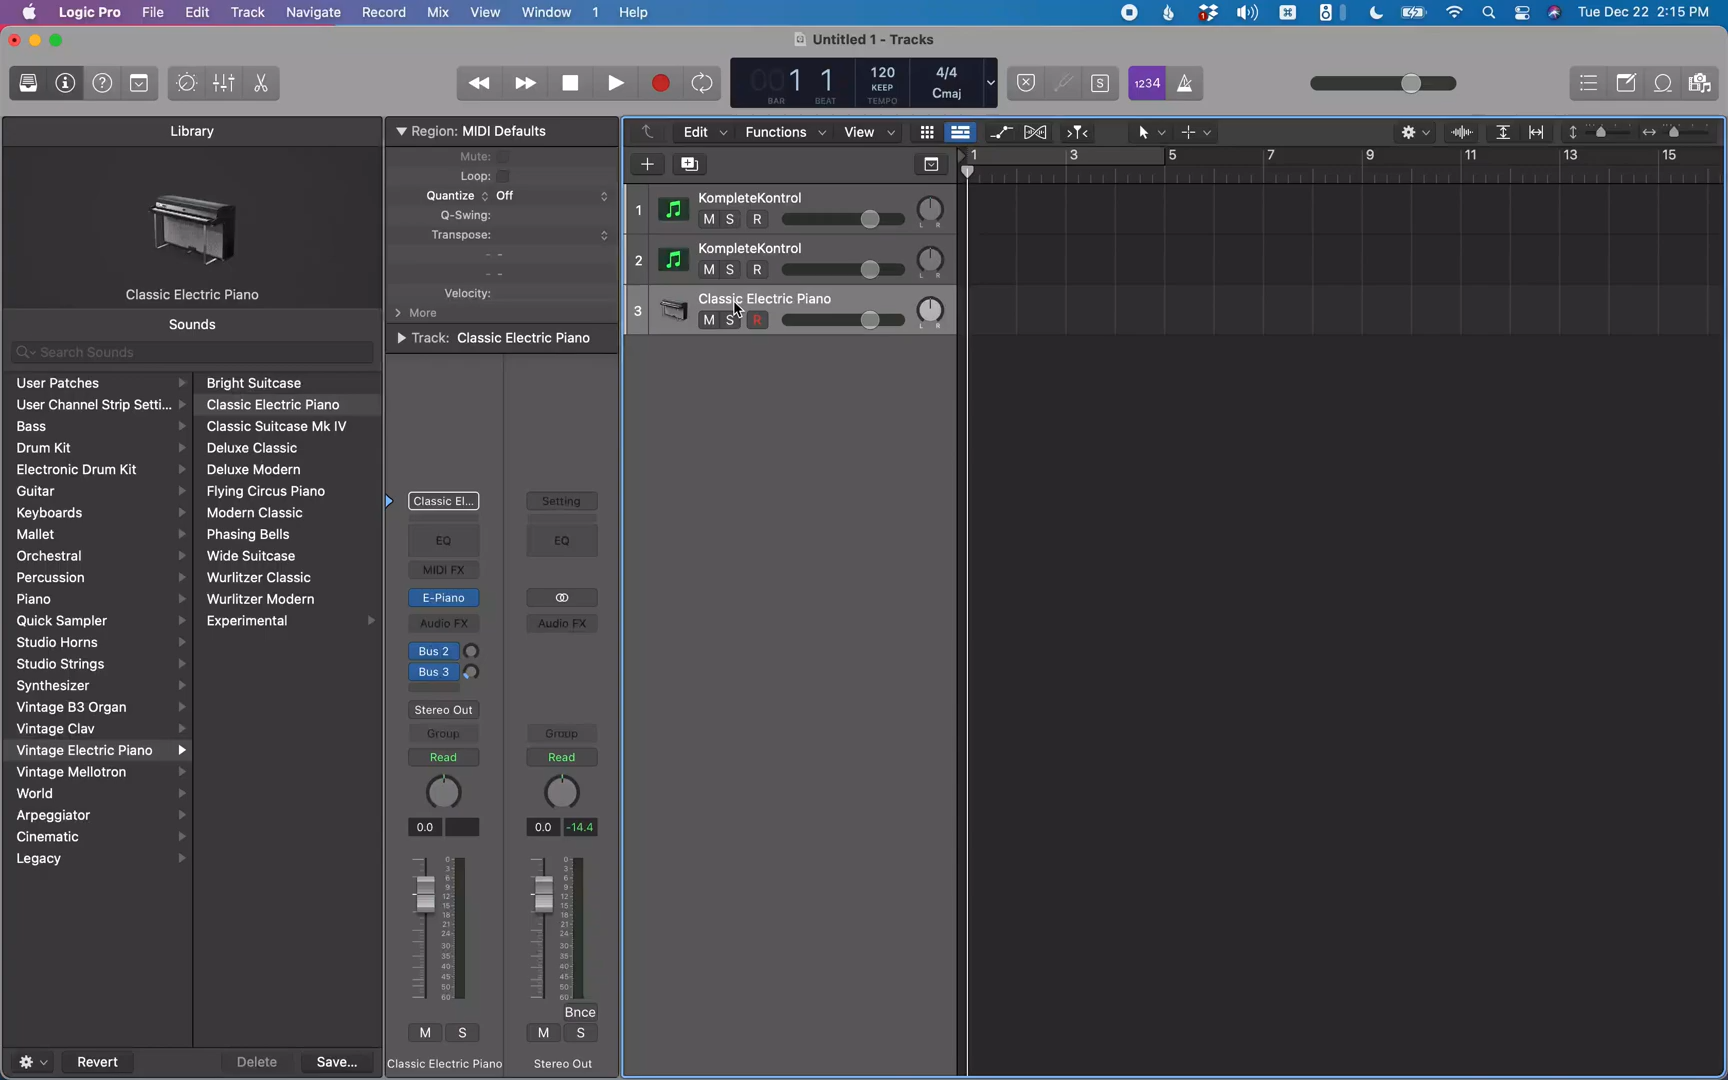 Logic Pro File Edit Track Navigate Record Mix View Window 1 Help
Tue Dec 22 2:15 PM
Untitled 1 - Tracks
1 1
BAR BEAT
120
KEEP
TEMPO
4/4
Cmaj
S
1234
Library
Classic Electric Piano
Sounds
Search Sounds
User Patches
User Channel Strip Setti...
Bass
Drum Kit
Electronic Drum Kit
Guitar
Keyboards
Mallet
Orchestral
Percussion
Piano
Quick Sampler
Studio Horns
Studio Strings
Synthesizer
Vintage B3 Organ
Vintage Clav
Vintage Electric Piano
Vintage Mellotron
World
Arpeggiator
Cinematic
Legacy
Bright Suitcase
Classic Electric Piano
Classic Suitcase Mk IV
Deluxe Classic
Deluxe Modern
Flying Circus Piano
Modern Classic
Phasing Bells
Wide Suitcase
Wurlitzer Classic
Wurlitzer Modern
Experimental
Revert
Delete
Save...
Region: MIDI Defaults
Mute:
Loop:
Quantize Off
Q-Swing:
Transpose:
Velocity:
More
Track: Classic Electric Piano
Classic El...
EQ
MIDI FX
E-Piano
Audio FX
Bus 2
Bus 3
Stereo Out
Group
Read
0.0
M S
Classic Electric Piano
Setting
EQ
Audio FX
Group
Read
0.0 -14.4
Bnce
M S
Stereo Out
Edit Functions View
1 3 5 7 9 11 13 15
1 KompleteKontrol
M S R
L R
2 KompleteKontrol
M S R
L R
3 Classic Electric Piano
M S R
L R